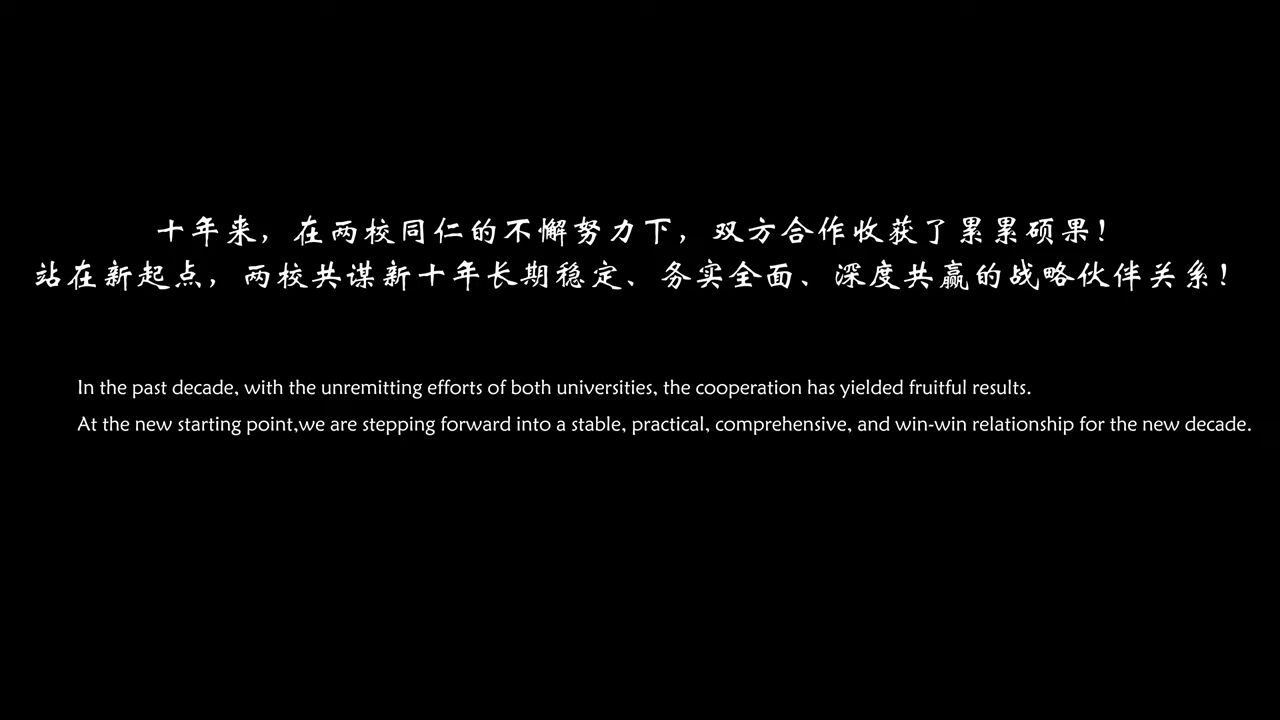 十年来，在两校同仁的不懈努力下，双方合作收获了累累硕果！
站在新起点，两校共谋新十年长期稳定、务实全面、深度共赢的战略伙伴关系！
In the past decade, with the unremitting efforts of both universities, the cooperation has yielded fruitful results.
At the new starting point,we are stepping forward into a stable, practical, comprehensive, and win-win relationship for the new decade.